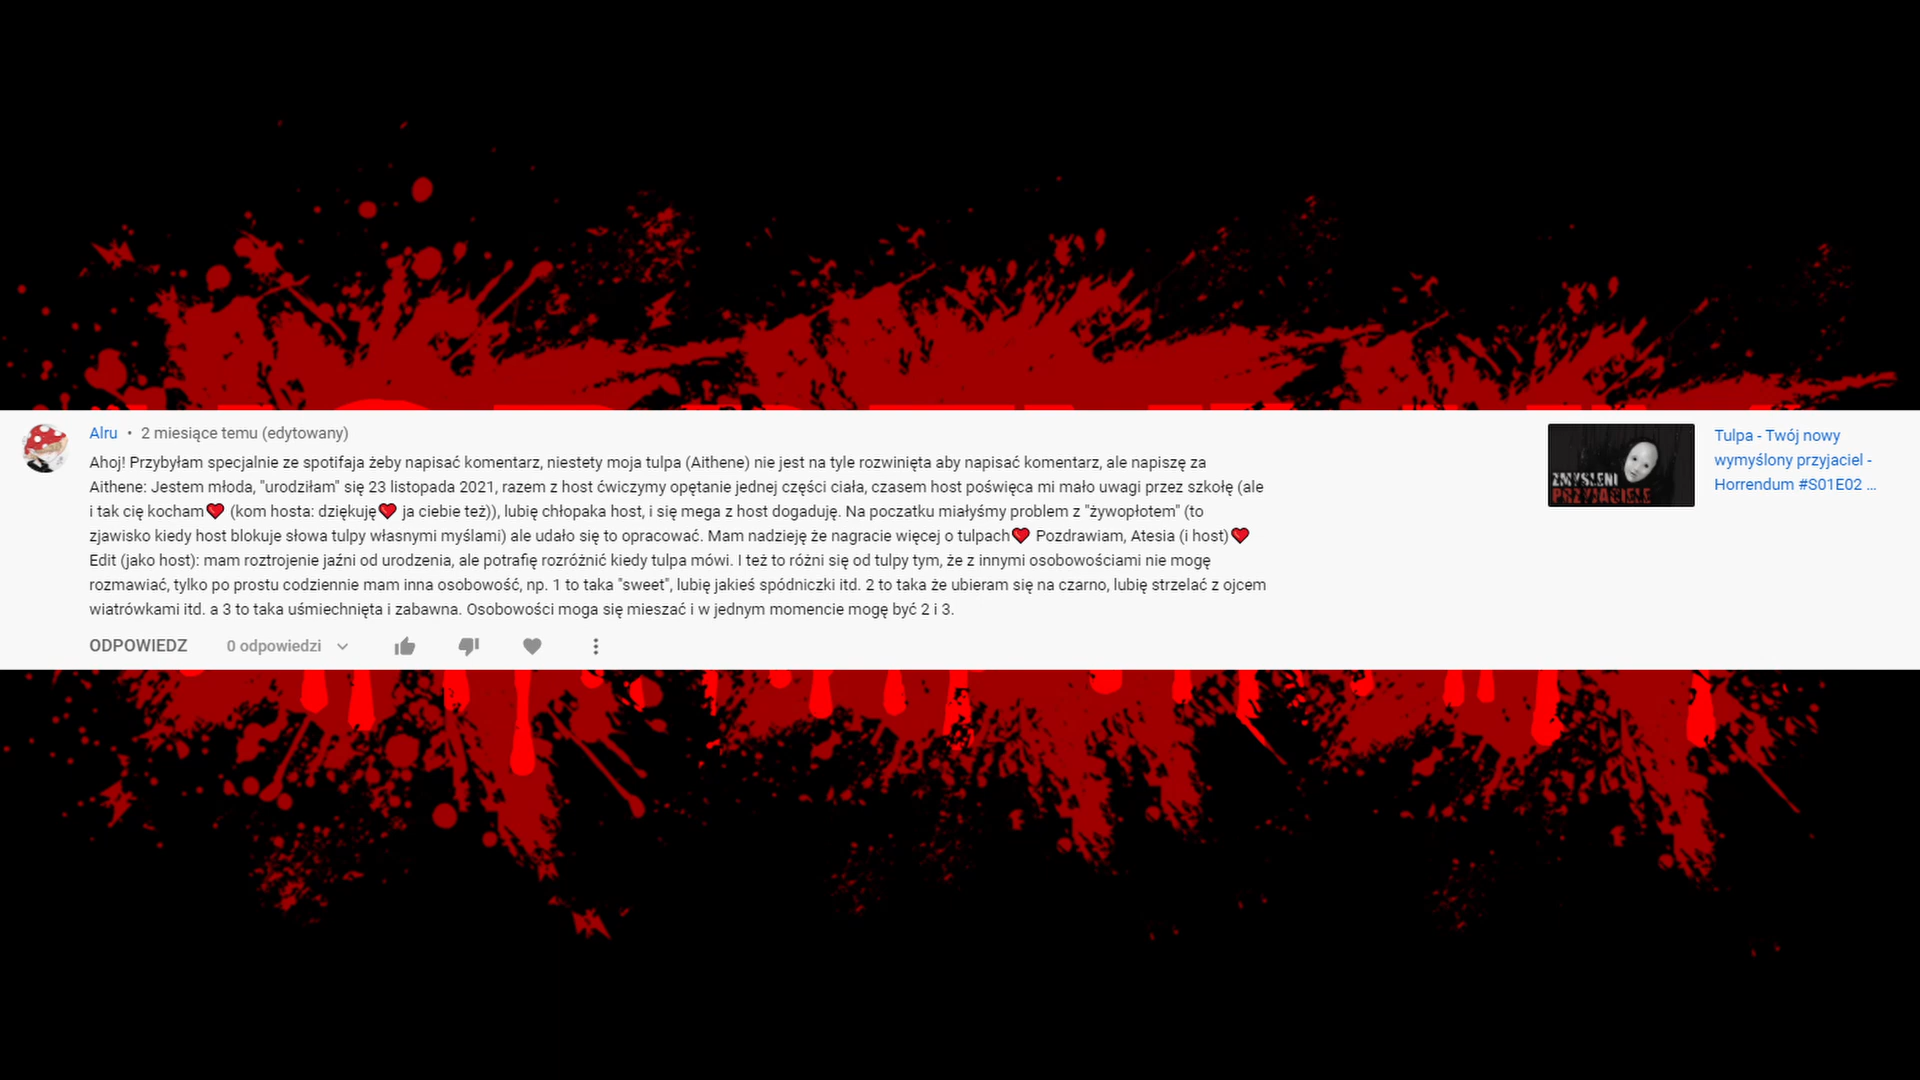 Alru • 2 miesiące temu (edytowany)
Ahoj! Przybyłam specjalnie ze spotifaja żeby napisać komentarz, niestety moja tulpa (Aithene) nie jest na tyle rozwinięta aby napisać komentarz, ale napiszę za
Aithene: Jestem młoda, "urodziłam" się 23 listopada 2021, razem z host ćwiczymy opętanie jednej części ciała, czasem host poświęca mi mało uwagi przez szkołę (ale
i tak cię kocham❤️ (kom hosta: dziękuję❤️ ja ciebie też)), lubię chłopaka host, i się mega z host dogaduję. Na poczatku miałyśmy problem z "żywopłotem" (to
zjawisko kiedy host blokuje słowa tulpy własnymi myślami) ale udało się to opracować. Mam nadzieję że nagracie więcej o tulpach❤️ Pozdrawiam, Atesia (i host)❤️
Edit (jako host): mam roztrojenie jaźni od urodzenia, ale potrafię rozróżnić kiedy tulpa mówi. I też to różni się od tulpy tym, że z innymi osobowościami nie mogę
rozmawiać, tylko po prostu codziennie mam inna osobowość, np. 1 to taka "sweet", lubię jakieś spódniczki itd. 2 to taka że ubieram się na czarno, lubię strzelać z ojcem
wiatrówkami itd. a 3 to taka uśmiechnięta i zabawna. Osobowości moga się mieszać i w jednym momencie mogę być 2 i 3.
ODPOWIEDZ 0 odpowiedzi
ZMYŚLENI
PRZYJACIELE
Tulpa - Twój nowy
wymyślony przyjaciel -
Horrendum #S01E02 ...